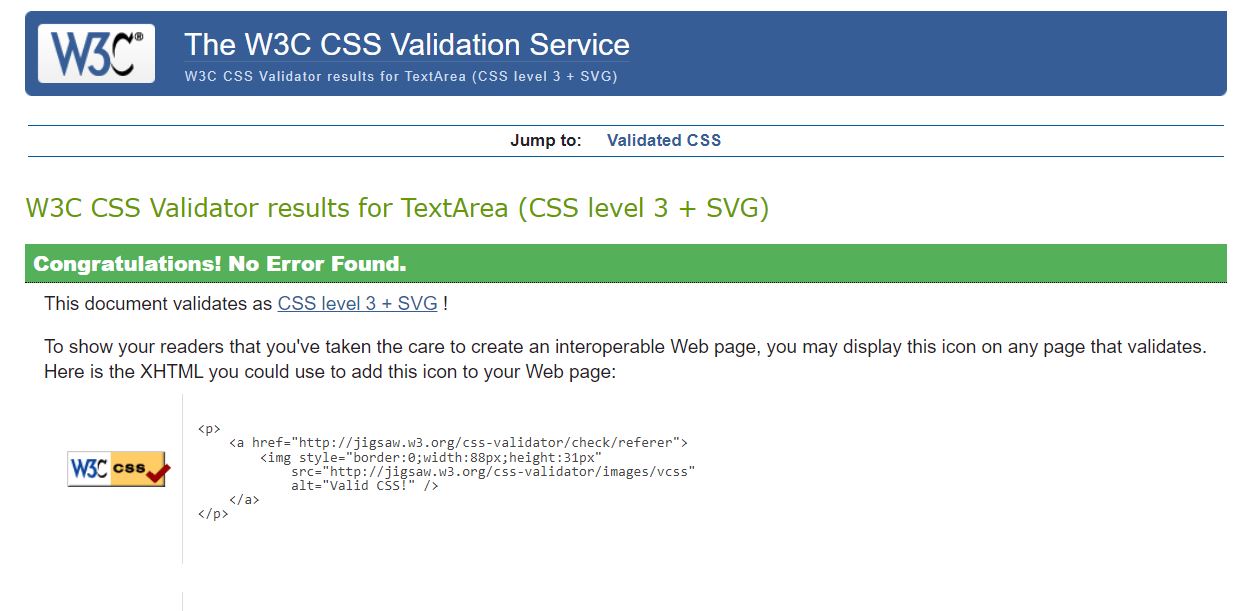 W3C® The W3C CSS Validation Service
W3C CSS Validator results for TextArea (CSS level 3 + SVG)
Jump to: Validated CSS
W3C CSS Validator results for TextArea (CSS level 3 + SVG)
Congratulations! No Error Found.
This document validates as CSS level 3 + SVG !
To show your readers that you've taken the care to create an interoperable Web page, you may display this icon on any page that validates.
Here is the XHTML you could use to add this icon to your Web page:
W3C css
<p>
    <a href="http://jigsaw.w3.org/css-validator/check/referer">
        <img style="border:0;width:88px;height:31px"
            src="http://jigsaw.w3.org/css-validator/images/vcss"
            alt="Valid CSS!" />
    </a>
</p>